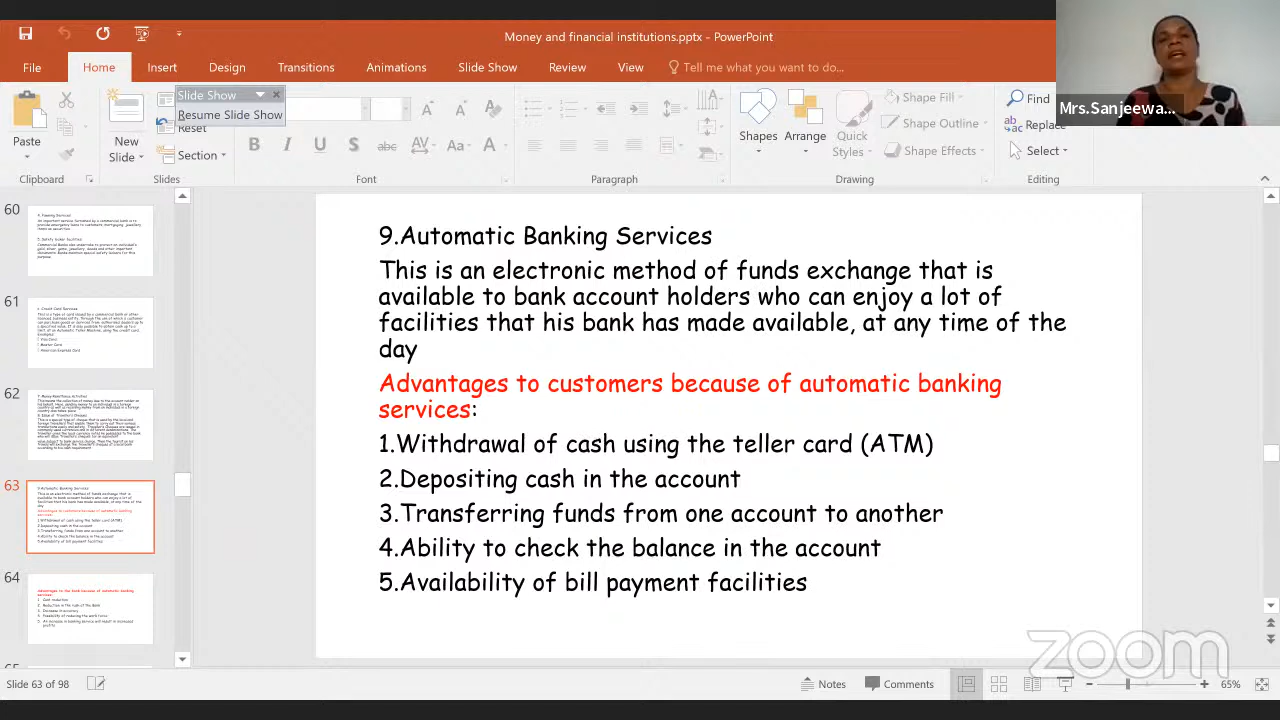 Money and financial institutions.pptx - PowerPoint
File Home Insert Design Transitions Animations Slide Show Review View Tell me what you want to do...
Mrs.Sanjeewa...
Slide Show
Resume Slide Show
Paste
New
Slide
Reset
Section
Shapes
Arrange
Quick
Styles
Shape Fill
Shape Outline
Shape Effects
Find
Replace
Select
Clipboard Slides Font Paragraph Drawing Editing
60
61
62
63
64
9.Automatic Banking Services
This is an electronic method of funds exchange that is
available to bank account holders who can enjoy a lot of
facilities that his bank has made available, at any time of the
day
Advantages to customers because of automatic banking
services:
1.Withdrawal of cash using the teller card (ATM)
2.Depositing cash in the account
3.Transferring funds from one account to another
4.Ability to check the balance in the account
5.Availability of bill payment facilities
zoom
Slide 63 of 98 Notes Comments 65%